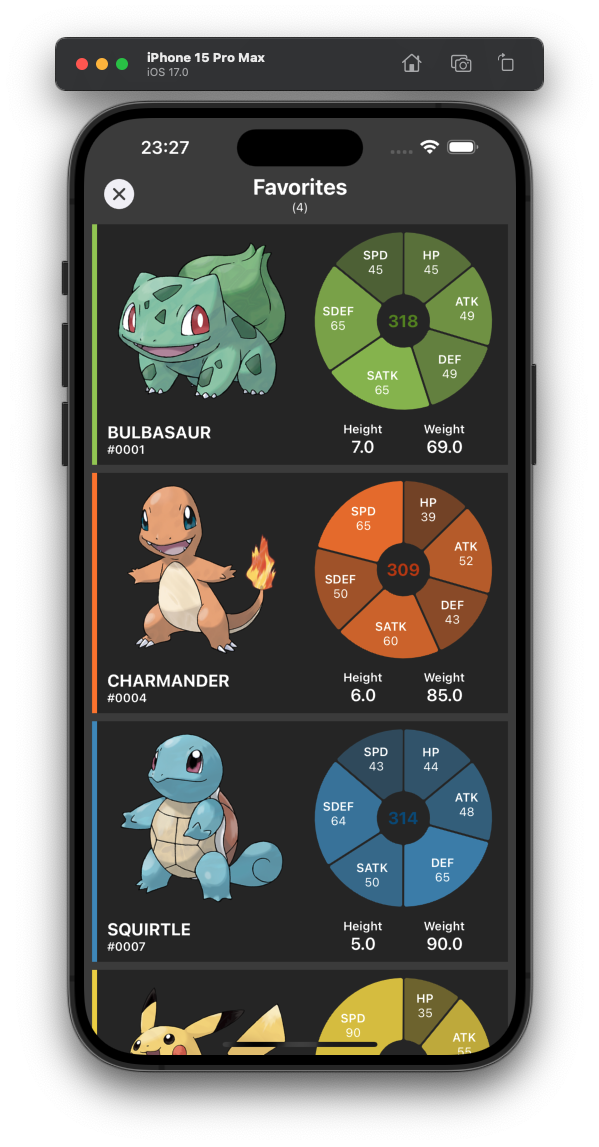 iPhone 15 Pro Max
iOS 17.0
23:27
Favorites
(4)
SPD
45
HP
45
SDEF
65
ATK
49
318
DEF
49
SATK
65
BULBASAUR
#0001
Height
7.0
Weight
69.0
SPD
65
HP
39
ATK
52
SDEF
50
309
DEF
43
SATK
60
CHARMANDER
#0004
Height
6.0
Weight
85.0
SPD
43
HP
44
SDEF
64
ATK
48
314
DEF
65
SATK
50
SQUIRTLE
#0007
Height
5.0
Weight
90.0
HP
35
SPD
90
ATK
55